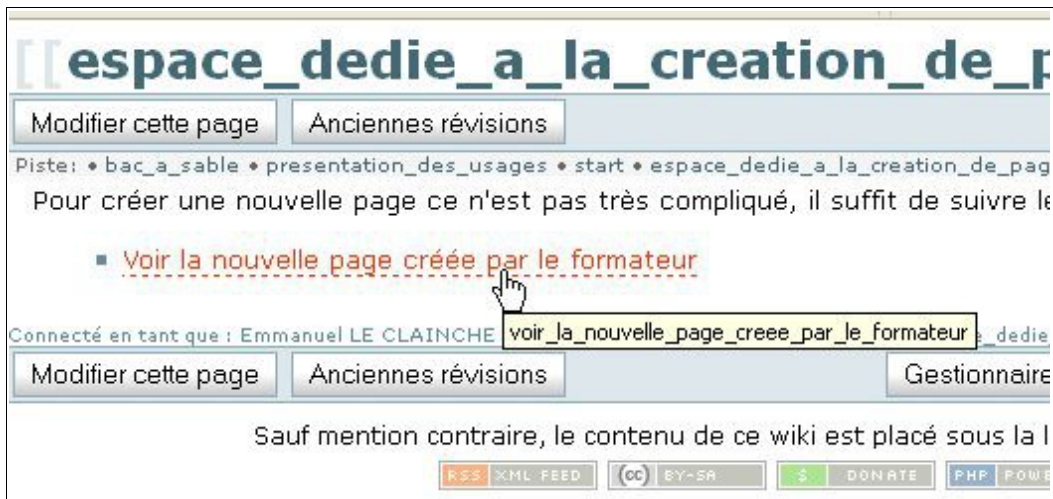 [[espace_dedie_a_la_creation_de_p
Modifier cette page Anciennes révisions
Piste: • bac_a_sable • presentation_des_usages • start • espace_dedie_a_la_creation_de_pag
Pour créer une nouvelle page ce n'est pas très compliqué, il suffit de suivre le
Voir la nouvelle page créée par le formateur
Connecté en tant que : Emmanuel LE CLAINCHE voir_la_nouvelle_page_creee_par_le_formateur e_dedie_
Modifier cette page Anciennes révisions Gestionnaire
Sauf mention contraire, le contenu de ce wiki est placé sous la l
RSS XML FEED (cc) BY-SA $ DONATE PHP POWE